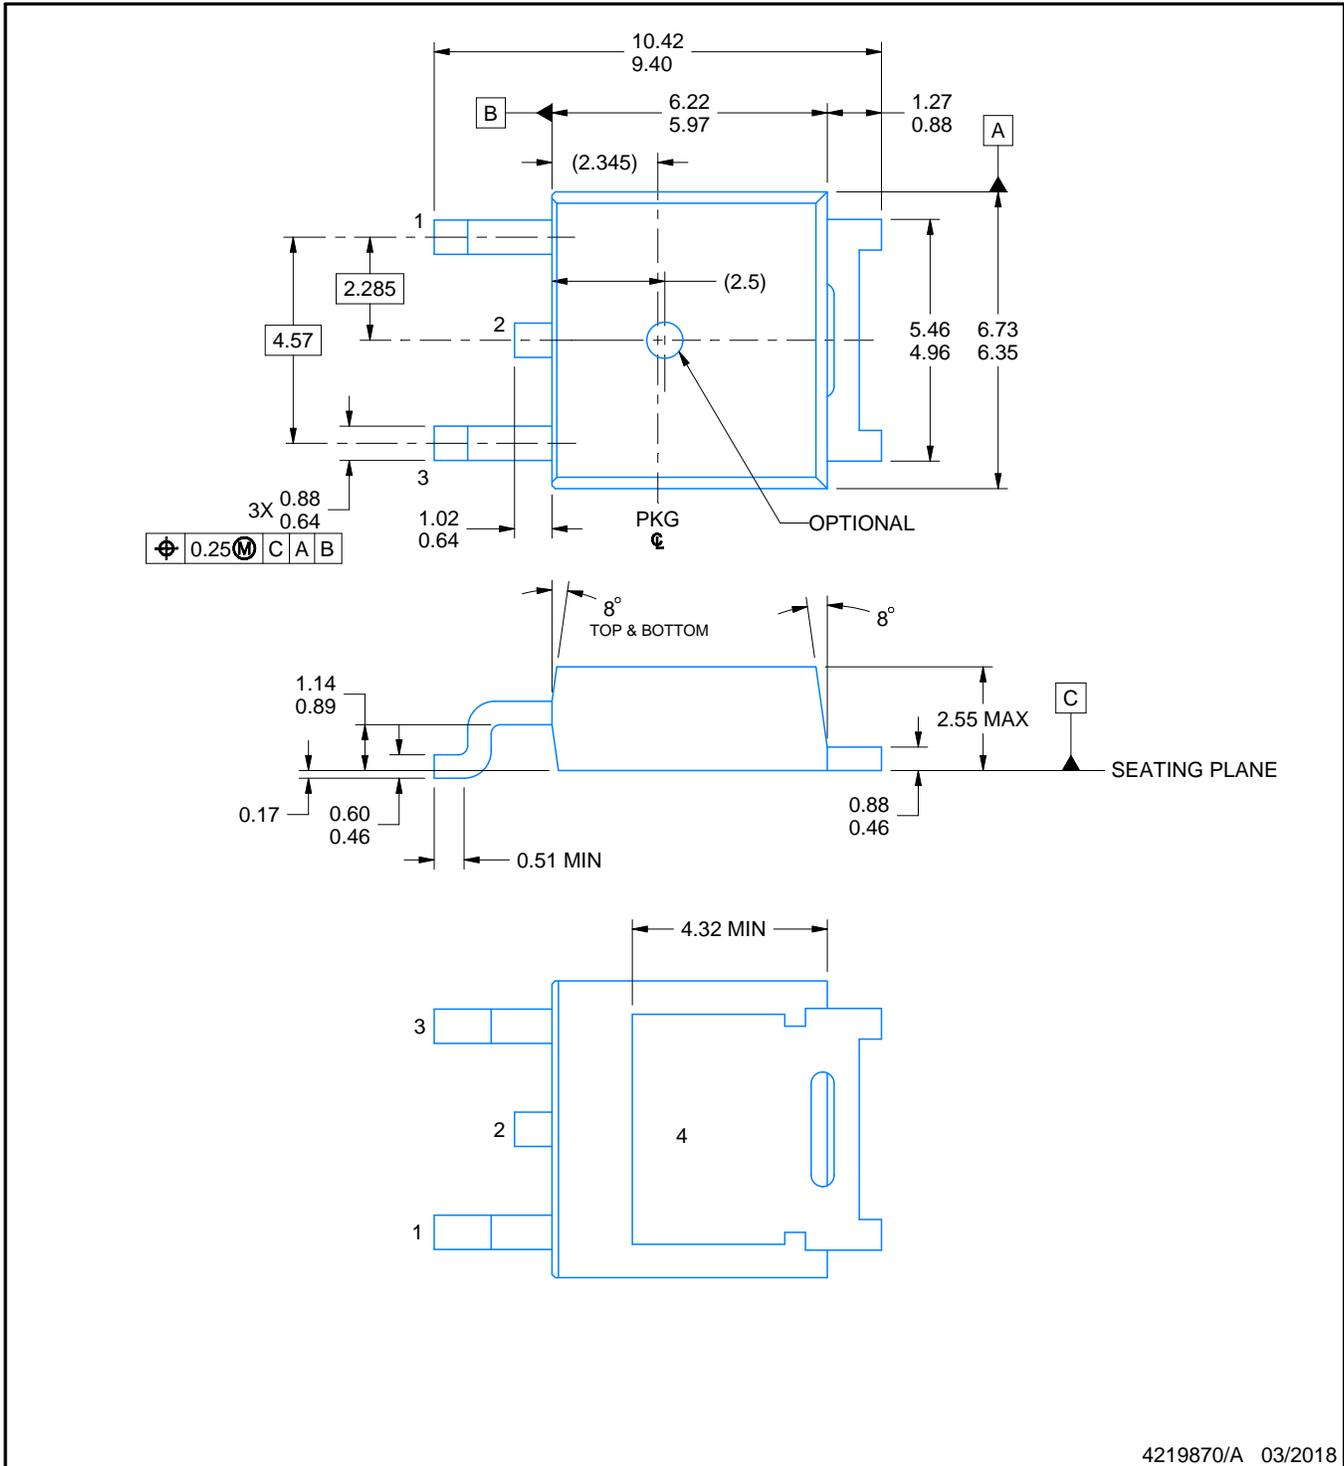 10.42
9.40
B
6.22
5.97
1.27
0.88
A
(2.345)
1
2.285
(2.5)
2
4.57
5.46
4.96
6.73
6.35
3
3X 0.88
0.64
1.02
0.64
PKG
℄
OPTIONAL
⌖ 0.25Ⓜ C A B
8°
TOP & BOTTOM
8°
1.14
0.89
C
2.55 MAX
SEATING PLANE
0.17
0.60
0.46
0.88
0.46
0.51 MIN
4.32 MIN
3
2
4
1
4219870/A 03/2018